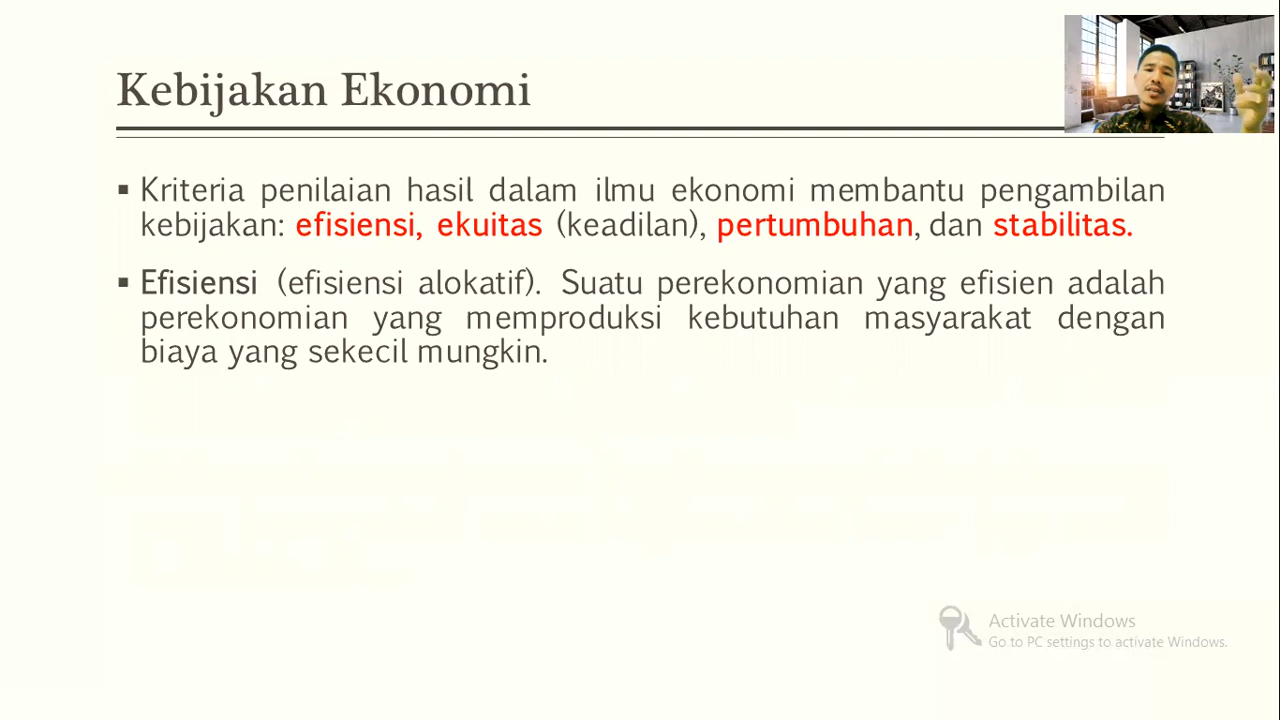 Kebijakan Ekonomi
▪ Kriteria penilaian hasil dalam ilmu ekonomi membantu pengambilan
kebijakan: efisiensi, ekuitas (keadilan), pertumbuhan, dan stabilitas.
▪ Efisiensi (efisiensi alokatif). Suatu perekonomian yang efisien adalah
perekonomian yang memproduksi kebutuhan masyarakat dengan
biaya yang sekecil mungkin.
Activate Windows
Go to PC settings to activate Windows.